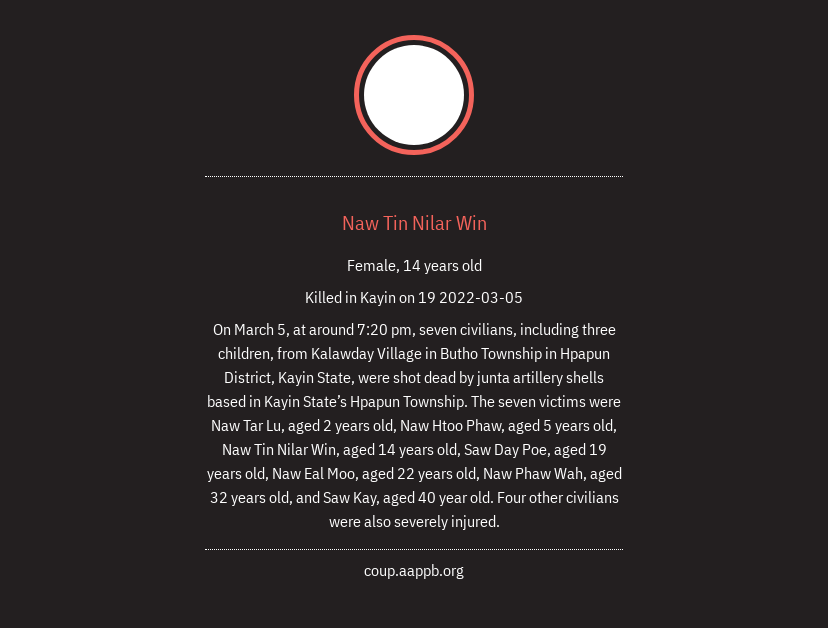 Naw Tin Nilar Win
Female, 14 years old
Killed in Kayin on 19 2022-03-05
On March 5, at around 7:20 pm, seven civilians, including three
children, from Kalawday Village in Butho Township in Hpapun
District, Kayin State, were shot dead by junta artillery shells
based in Kayin State’s Hpapun Township. The seven victims were
Naw Tar Lu, aged 2 years old, Naw Htoo Phaw, aged 5 years old,
Naw Tin Nilar Win, aged 14 years old, Saw Day Poe, aged 19
years old, Naw Eal Moo, aged 22 years old, Naw Phaw Wah, aged
32 years old, and Saw Kay, aged 40 year old. Four other civilians
were also severely injured.
coup.aappb.org